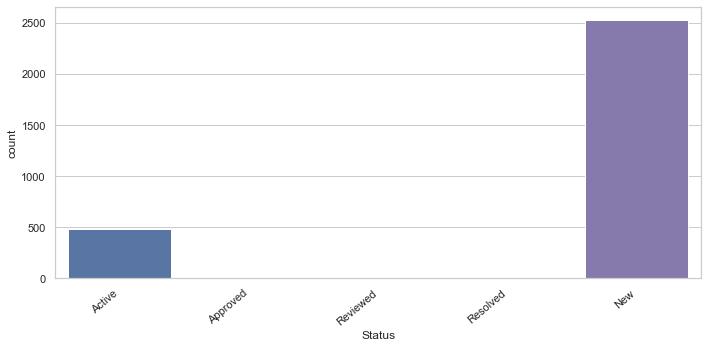 2500
2000
1500
1000
500
0
count
Active
Approved
Reviewed
Resolved
New
Status